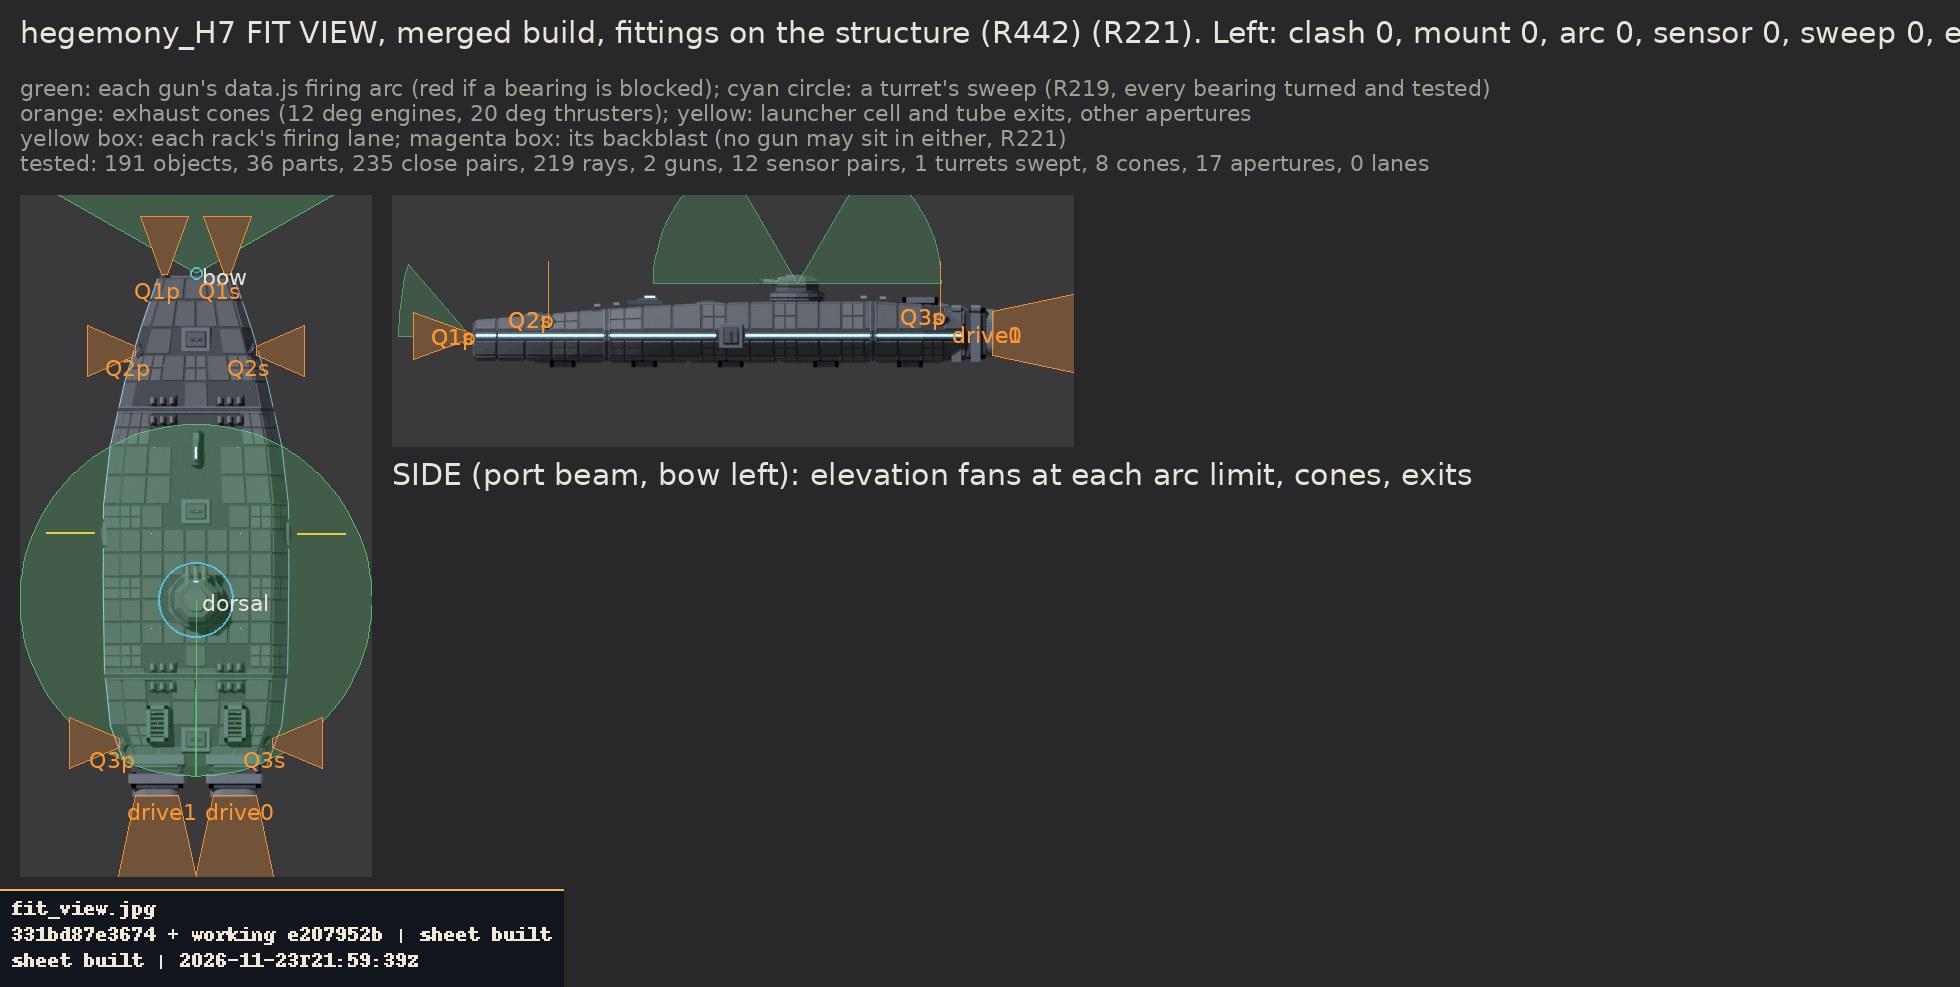 hegemony_H7 FIT VIEW, merged build, fittings on the structure (R442) (R221). Left: clash 0, mount 0, arc 0, sensor 0, sweep 0, e
green: each gun's data.js firing arc (red if a bearing is blocked); cyan circle: a turret's sweep (R219, every bearing turned and tested)
orange: exhaust cones (12 deg engines, 20 deg thrusters); yellow: launcher cell and tube exits, other apertures
yellow box: each rack's firing lane; magenta box: its backblast (no gun may sit in either, R221)
tested: 191 objects, 36 parts, 235 close pairs, 219 rays, 2 guns, 12 sensor pairs, 1 turrets swept, 8 cones, 17 apertures, 0 lanes
bow
Q1p Q1s
Q2p Q2s
dorsal
Q3p Q3s
drive1 drive0
Q1p
Q2p
Q3p
SIDE (port beam, bow left): elevation fans at each arc limit, cones, exits
fit_view.jpg
331bd87e3674 + working e207952b | sheet built
sheet built | 2026-11-23T21:59:39Z